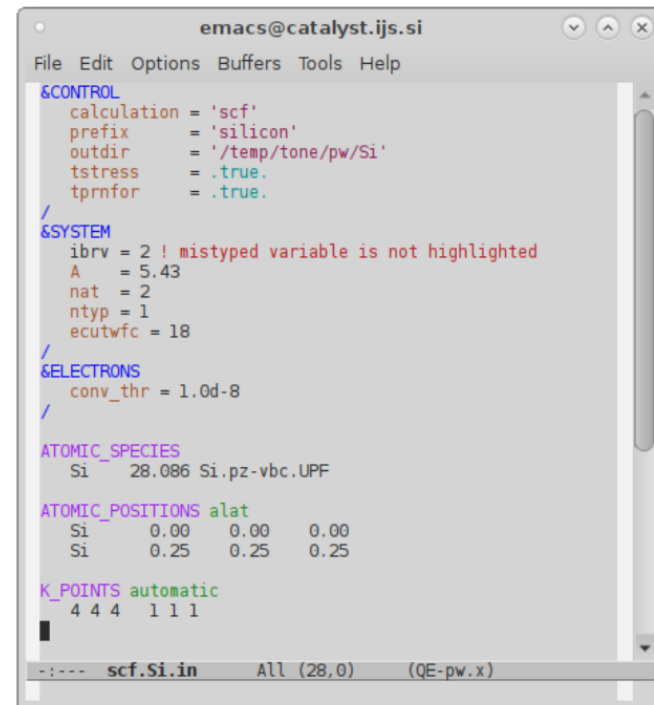 emacs@catalyst.ijs.si
File Edit Options Buffers Tools Help
&CONTROL
   calculation = 'scf'
   prefix      = 'silicon'
   outdir      = '/temp/tone/pw/Si'
   tstress     = .true.
   tprnfor     = .true.
/
&SYSTEM
   ibrv = 2 ! mistyped variable is not highlighted
   A    = 5.43
   nat  = 2
   ntyp = 1
   ecutwfc = 18
/
&ELECTRONS
   conv_thr = 1.0d-8
/
ATOMIC_SPECIES
   Si    28.086 Si.pz-vbc.UPF
ATOMIC_POSITIONS alat
   Si      0.00    0.00    0.00
   Si      0.25    0.25    0.25
K_POINTS automatic
   4 4 4  1 1 1
-:--- scf.Si.in    All (28,0)    (QE-pw.x)